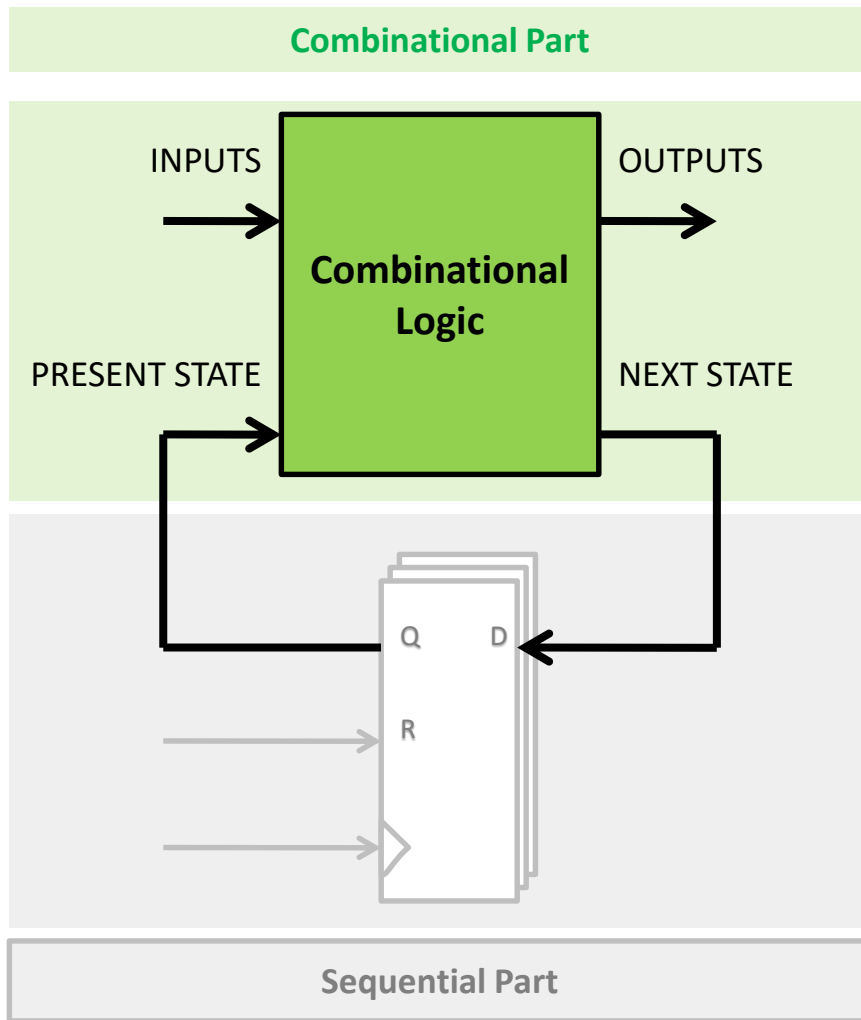 Combinational Part
INPUTS
OUTPUTS
Combinational
Logic
PRESENT STATE
NEXT STATE
Q
D
R
Sequential Part